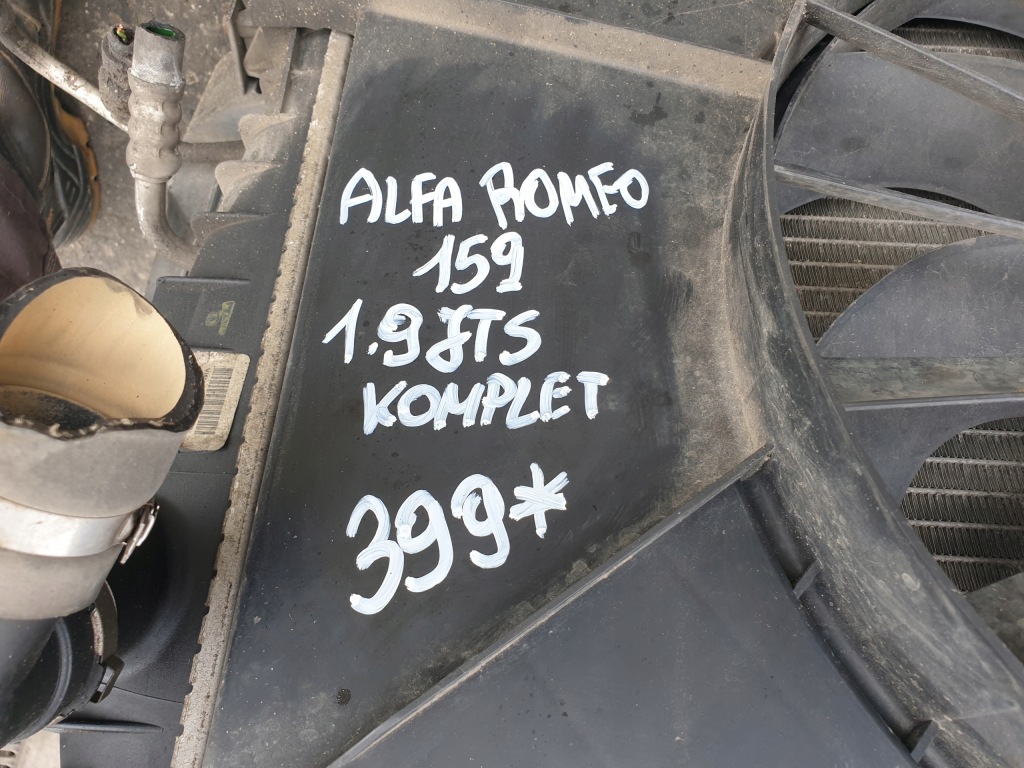 ALFA ROMEO
159
1.9 JTS
KOMPLET
399*